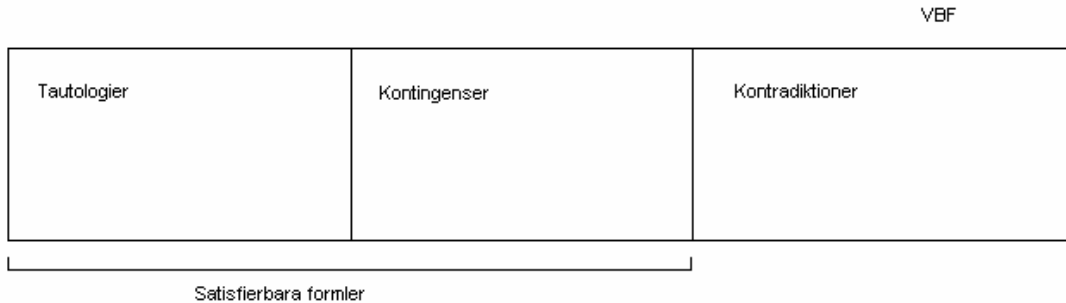 VBF
Tautologier
Kontingenser
Kontradiktioner
Satisfierbara formler